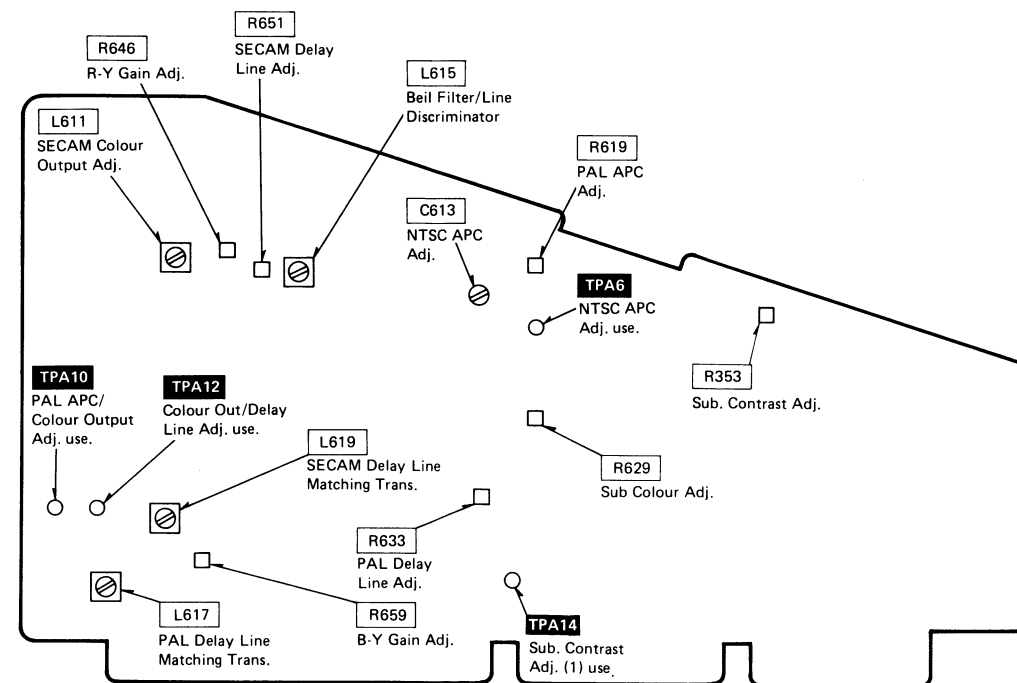 R651
SECAM Delay
Line Adj.
R646
R-Y Gain Adj.
L615
Beil Filter/Line
Discriminator
L611
SECAM Colour
Output Adj.
R619
PAL APC
Adj.
C613
NTSC APC
Adj.
TPA6
NTSC APC
Adj. use.
R353
Sub. Contrast Adj.
TPA10
PAL APC/
Colour Output
Adj. use.
TPA12
Colour Out/Delay
Line Adj. use.
L619
SECAM Delay Line
Matching Trans.
R629
Sub Colour Adj.
R633
PAL Delay
Line Adj.
L617
PAL Delay Line
Matching Trans.
R659
B-Y Gain Adj.
TPA14
Sub. Contrast
Adj. (1) use.